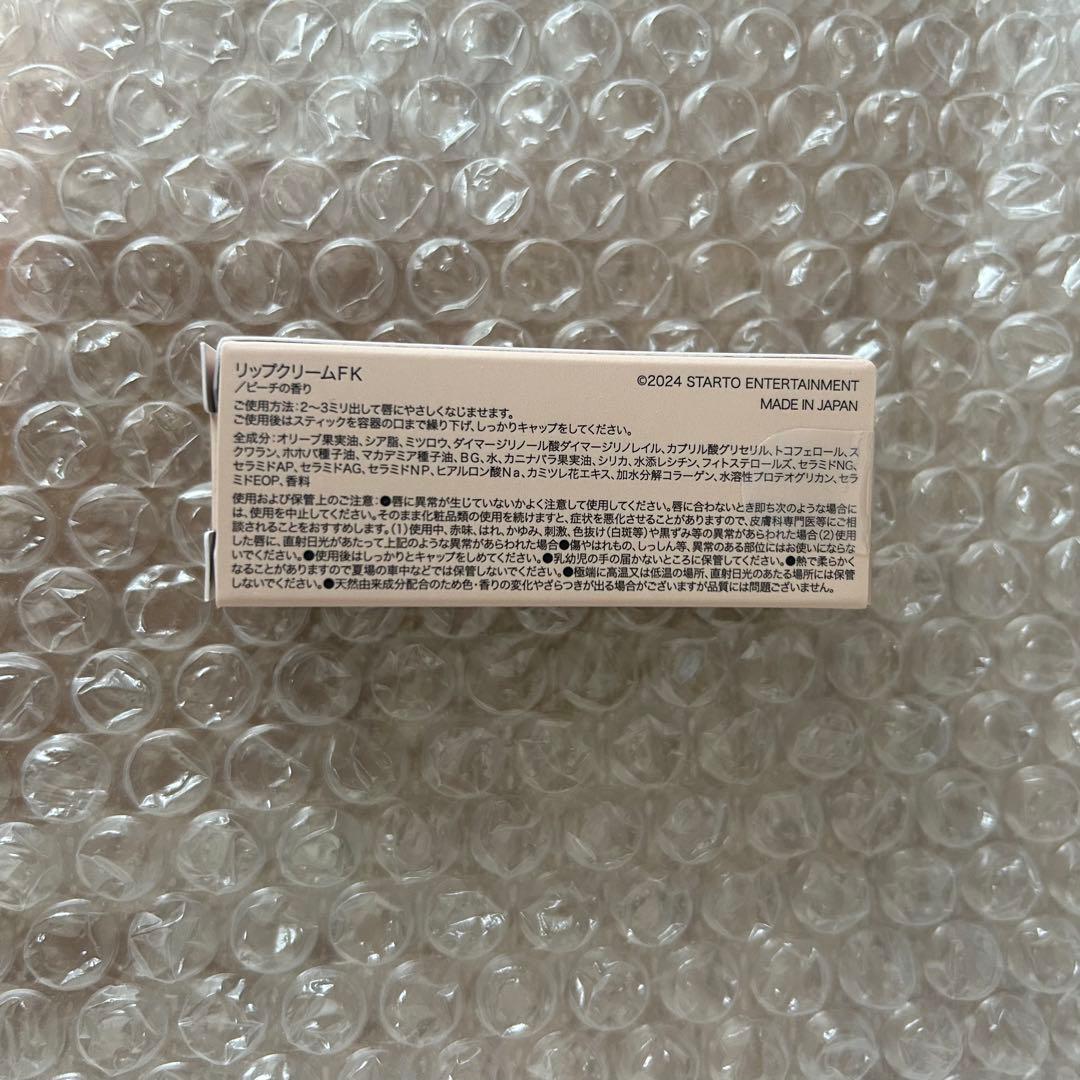 リップクリームFK
／ピーチの香り
©2024 STARTO ENTERTAINMENT
MADE IN JAPAN
ご使用方法：2〜3ミリ出して唇にやさしくなじませます。
ご使用後はスティックを容器の口まで繰り下げ、しっかりキャップをしてください。
全成分：オリーブ果実油、シア脂、ミツロウ、ダイマージリノール酸ダイマージリノレイル、カプリル酸グリセリル、トコフェロール、ス
クワラン、ホホバ種子油、マカデミア種子油、BG、水、カニナバラ果実油、シリカ、水添レシチン、フィトステロールズ、セラミドNG、
セラミドAP、セラミドAG、セラミドNP、ヒアルロン酸Na、カミツレ花エキス、加水分解コラーゲン、水溶性プロテオグリカン、セラ
ミドEOP、香料
使用および保管上のご注意：●唇に異常が生じていないかよく注意して使用してください。唇に合わないとき即ち次のような場合に
は、使用を中止してください。そのまま化粧品類の使用を続けますと、症状を悪化させることがありますので、皮膚科専門医等にご相
談されることをおすすめします。(1)使用中、赤味、はれ、かゆみ、刺激、色抜け(白斑等)や黒ずみ等の異常があらわれた場合(2)使用
した唇に、直射日光があたって上記のような異常があらわれた場合●傷やはれもの、しっしん等、異常のある部位にはお使いにならな
いでください。●使用後はしっかりとキャップをしめてください。●乳幼児の手の届かないところに保管してください。●熱で柔らかく
なることがありますので夏場の車中などでは保管しないでください。●極端に高温又は低温の場所、直射日光のあたる場所には保管
しないでください。●天然由来成分配合のため色・香りの変化やざらつきが出る場合がございますが品質には問題ございません。